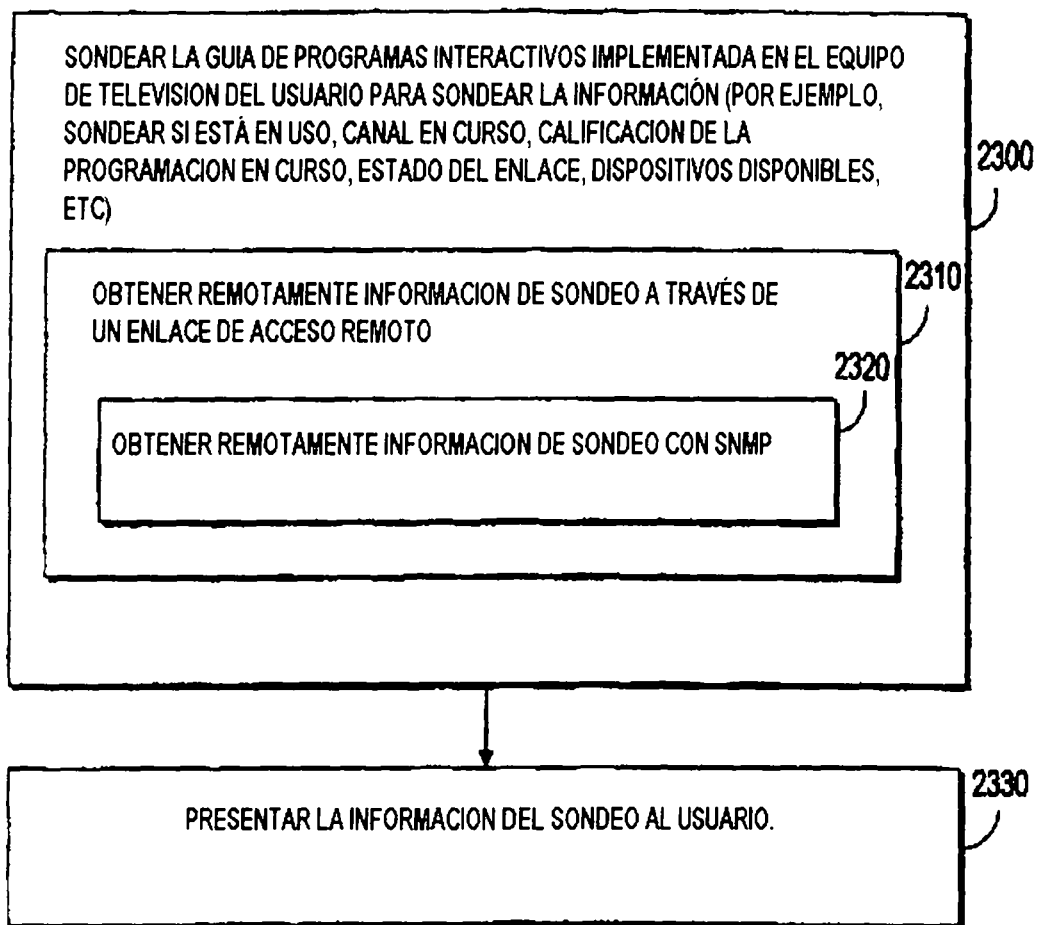 SONDEAR LA GUIA DE PROGRAMAS INTERACTIVOS IMPLEMENTADA EN EL EQUIPO
DE TELEVISION DEL USUARIO PARA SONDEAR LA INFORMACIÓN (POR EJEMPLO,
SONDEAR SI ESTÁ EN USO, CANAL EN CURSO, CALIFICACION DE LA
PROGRAMACION EN CURSO, ESTADO DEL ENLACE, DISPOSITIVOS DISPONIBLES,
ETC)
2300
OBTENER REMOTAMENTE INFORMACION DE SONDEO A TRAVÉS DE
UN ENLACE DE ACCESO REMOTO
2310
OBTENER REMOTAMENTE INFORMACION DE SONDEO CON SNMP
2320
PRESENTAR LA INFORMACION DEL SONDEO AL USUARIO.
2330